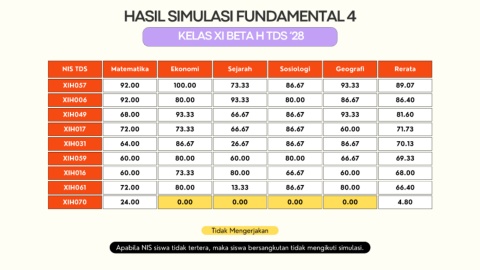 HASIL SIMULASI FUNDAMENTAL 4
KELAS XI BETA H TDS '28
NIS TDS Matematika Ekonomi Sejarah Sosiologi Geografi Rerata
XIH057 92.00 100.00 73.33 86.67 93.33 89.07
XIH006 92.00 80.00 93.33 80.00 86.67 86.40
XIH049 68.00 93.33 66.67 86.67 93.33 81.60
XIH017 72.00 73.33 66.67 86.67 60.00 71.73
XIH031 64.00 86.67 26.67 86.67 86.67 70.13
XIH059 60.00 80.00 60.00 80.00 66.67 69.33
XIH016 60.00 73.33 80.00 66.67 60.00 68.00
XIH061 72.00 80.00 13.33 86.67 80.00 66.40
XIH070 24.00 0.00 0.00 0.00 0.00 4.80
Tidak Mengerjakan
Apabila NIS siswa tidak tertera, maka siswa bersangkutan tidak mengikuti simulasi.